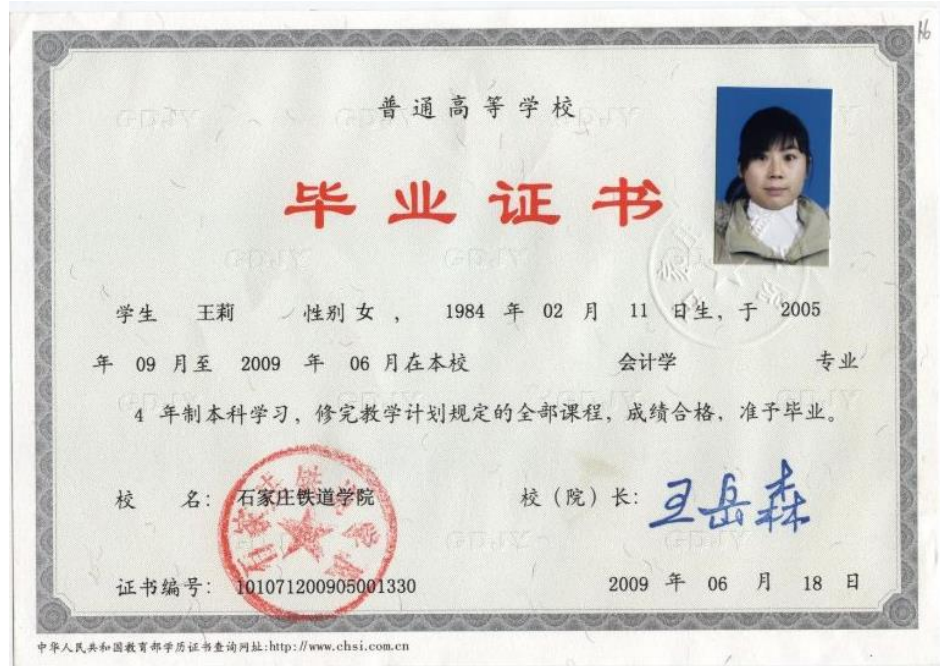 16
普通高等学校
毕业证书
学生 王莉 性别 女 , 1984 年 02 月 11 日生, 于 2005
年 09 月至 2009 年 06 月在本校 会计学 专业
4 年制本科学习, 修完教学计划规定的全部课程, 成绩合格, 准予毕业。
校 名: 石家庄铁道学院 校（院）长: 王岳森
证书编号: 101071200905001330 2009 年 06 月 18 日
中华人民共和国教育部学历证书查询网址:http://www.chsi.com.cn